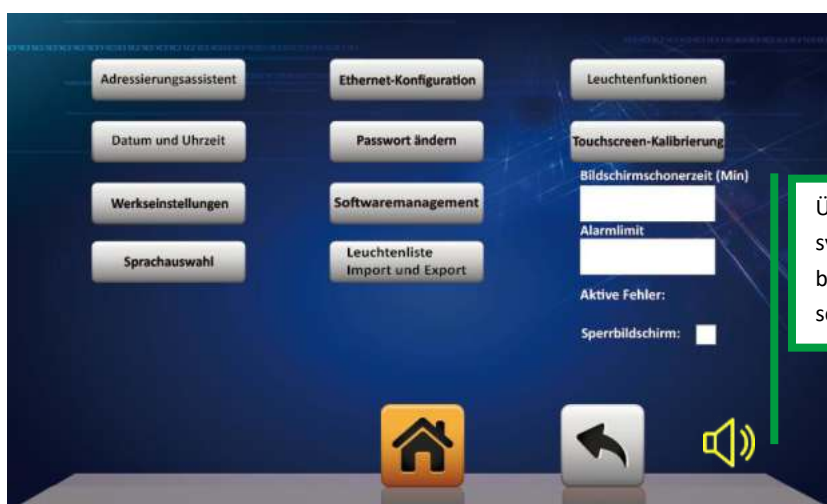 Adressierungsassistent
Ethernet-Konfiguration
Leuchtenfunktionen
Datum und Uhrzeit
Passwort ändern
Touchscreen-Kalibrierung
Werkseinstellungen
Softwaremanagement
Bildschirmschonerzeit (Min)
Alarmlimit
Sprachauswahl
Leuchtenliste
Import und Export
Aktive Fehler:
Sperrbildschirm: